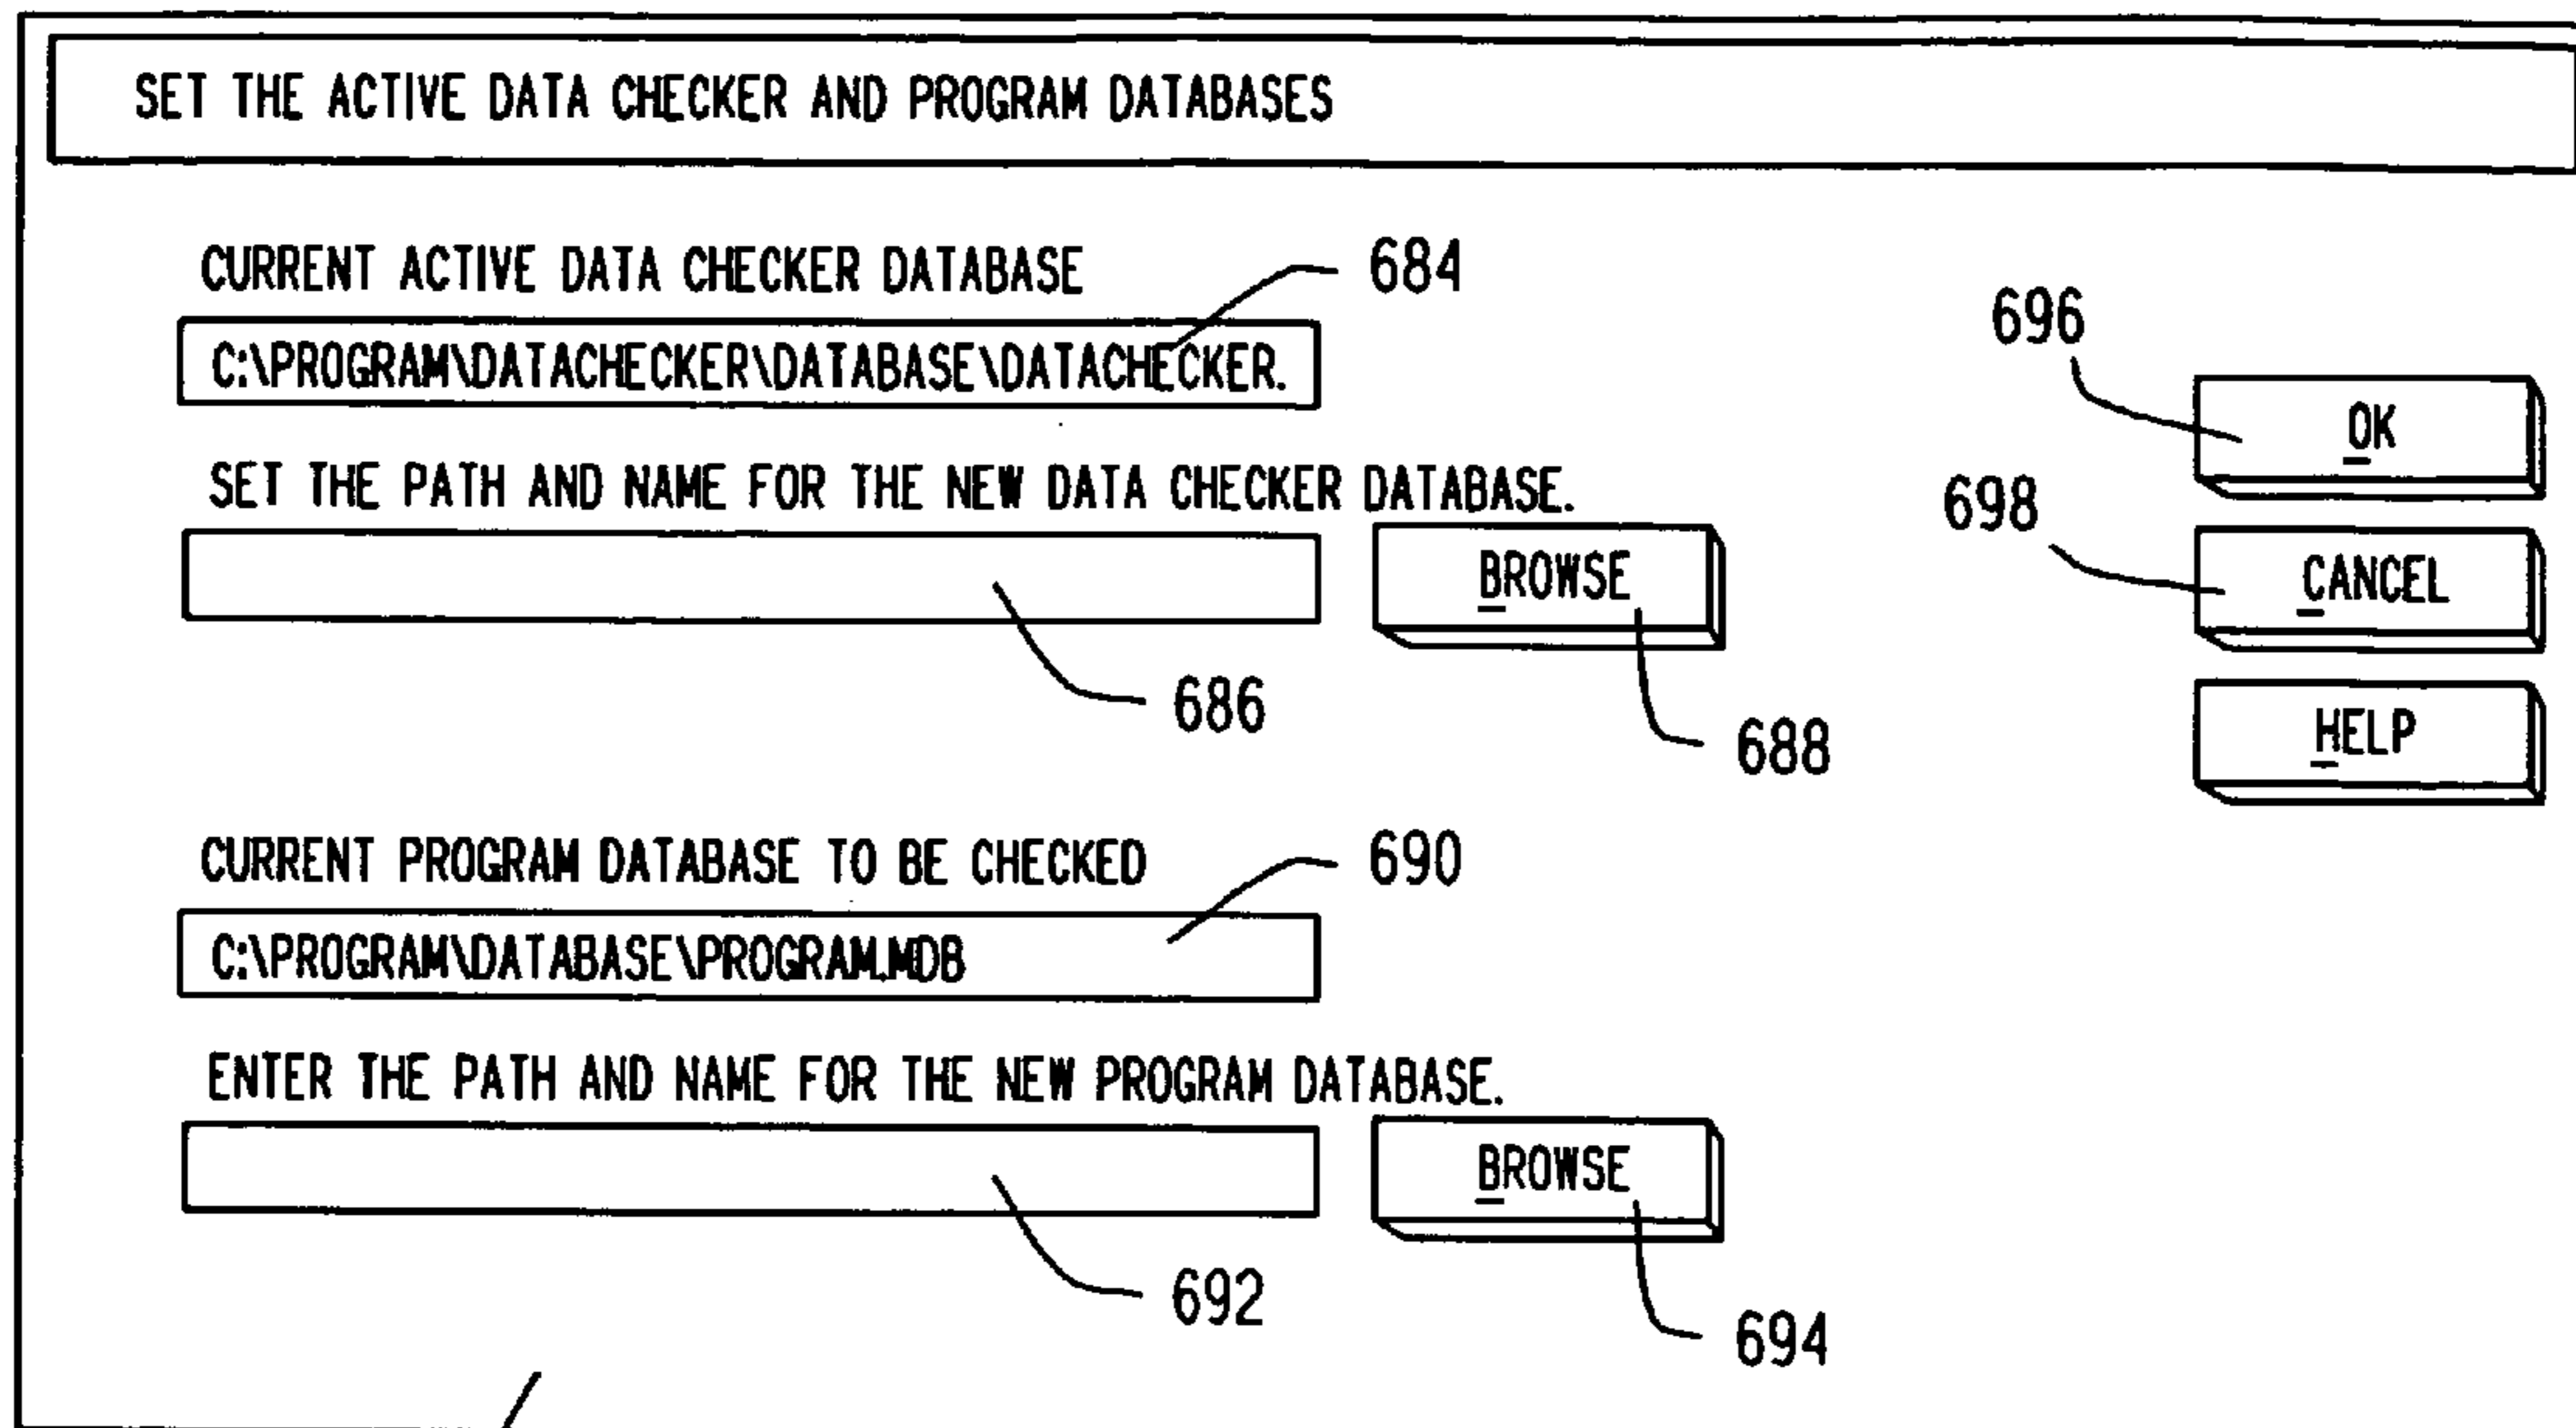 SET THE ACTIVE DATA CHECKER AND PROGRAM DATABASES
CURRENT ACTIVE DATA CHECKER DATABASE
684
C:\PROGRAM\DATACHECKER\DATABASE\DATACHECKER.
696
OK
SET THE PATH AND NAME FOR THE NEW DATA CHECKER DATABASE.
698
BROWSE
CANCEL
686
688
HELP
CURRENT PROGRAM DATABASE TO BE CHECKED
690
C:\PROGRAM\DATABASE\PROGRAM.MDB
ENTER THE PATH AND NAME FOR THE NEW PROGRAM DATABASE.
BROWSE
692
694